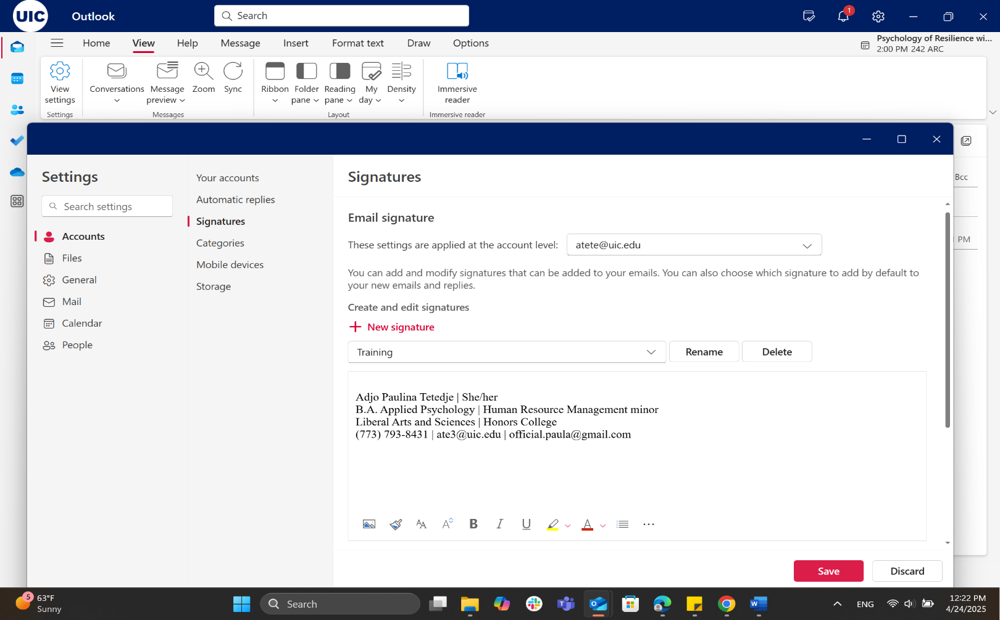 UIC
Outlook
Search
1
Home View Help Message Insert Format text Draw Options
Psychology of Resilience wi...
2:00 PM 242 ARC
View settings
Conversations
Message preview
Zoom
Sync
Ribbon
Folder pane
Reading pane
My day
Density
Immersive reader
Settings
Messages
Layout
Immersive reader
Settings
Search settings
Accounts
Files
General
Mail
Calendar
People
Your accounts
Automatic replies
Signatures
Categories
Mobile devices
Storage
Signatures
Email signature
These settings are applied at the account level: atete@uic.edu
You can add and modify signatures that can be added to your emails. You can also choose which signature to add by default to
your new emails and replies.
Create and edit signatures
New signature
Training
Rename
Delete
Adjo Paulina Tetedje | She/her
B.A. Applied Psychology | Human Resource Management minor
Liberal Arts and Sciences | Honors College
(773) 793-8431 | ate3@uic.edu | official.paula@gmail.com
Save
Discard
Bcc
PM
5
63°F
Sunny
Search
ENG
12:22 PM
4/24/2025